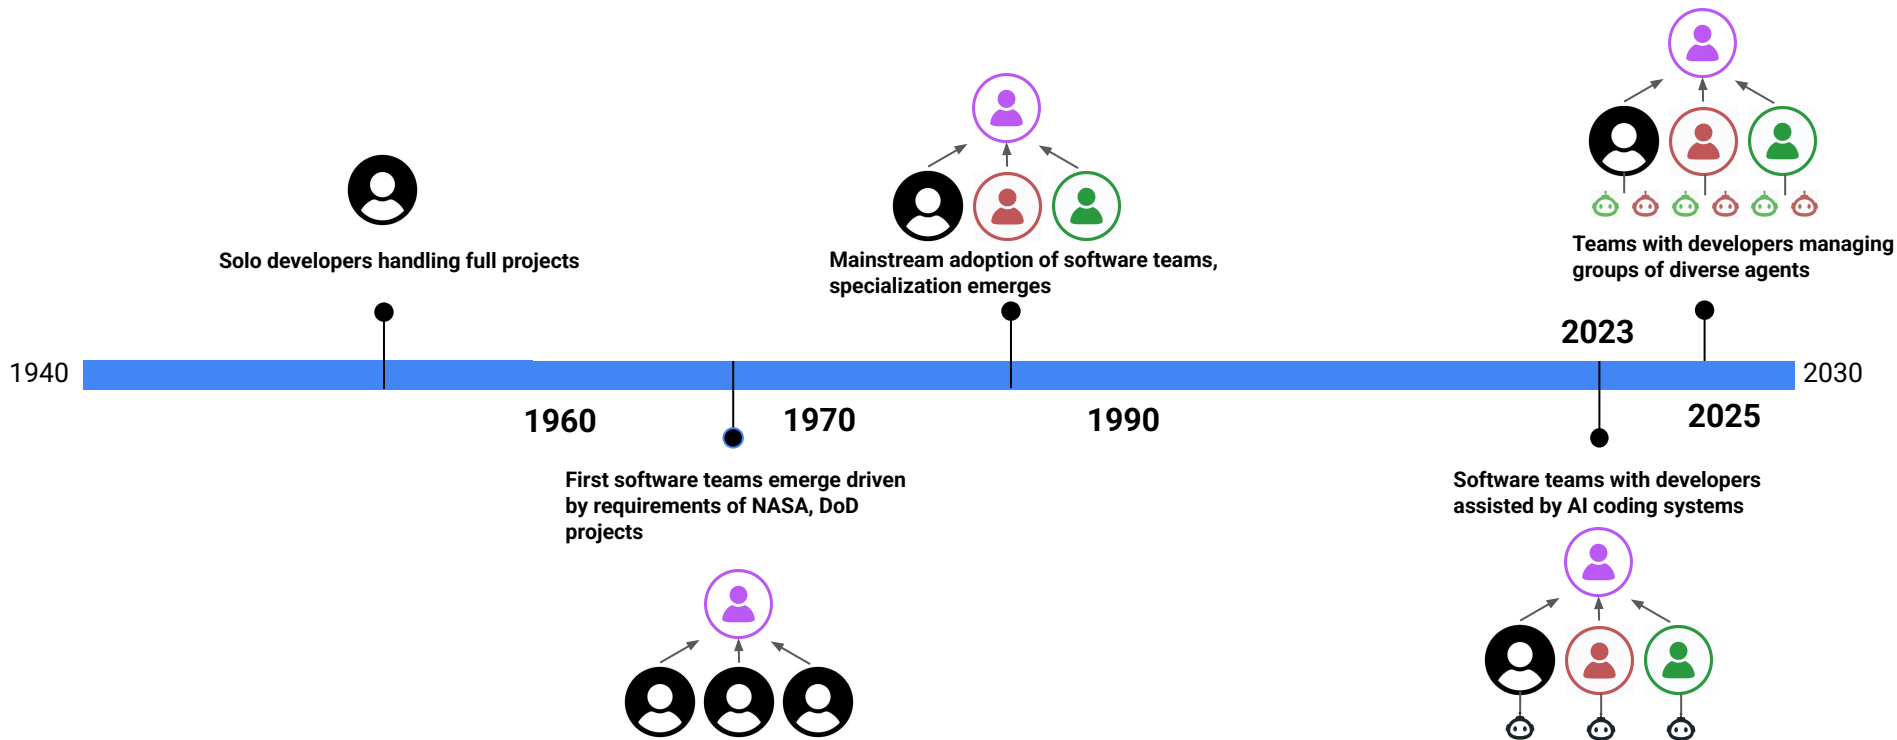 Solo developers handling full projects
Mainstream adoption of software teams,
specialization emerges
Teams with developers managing
groups of diverse agents
2023
1940
2030
1960
1970
1990
2025
First software teams emerge driven
by requirements of NASA, DoD
projects
Software teams with developers
assisted by AI coding systems